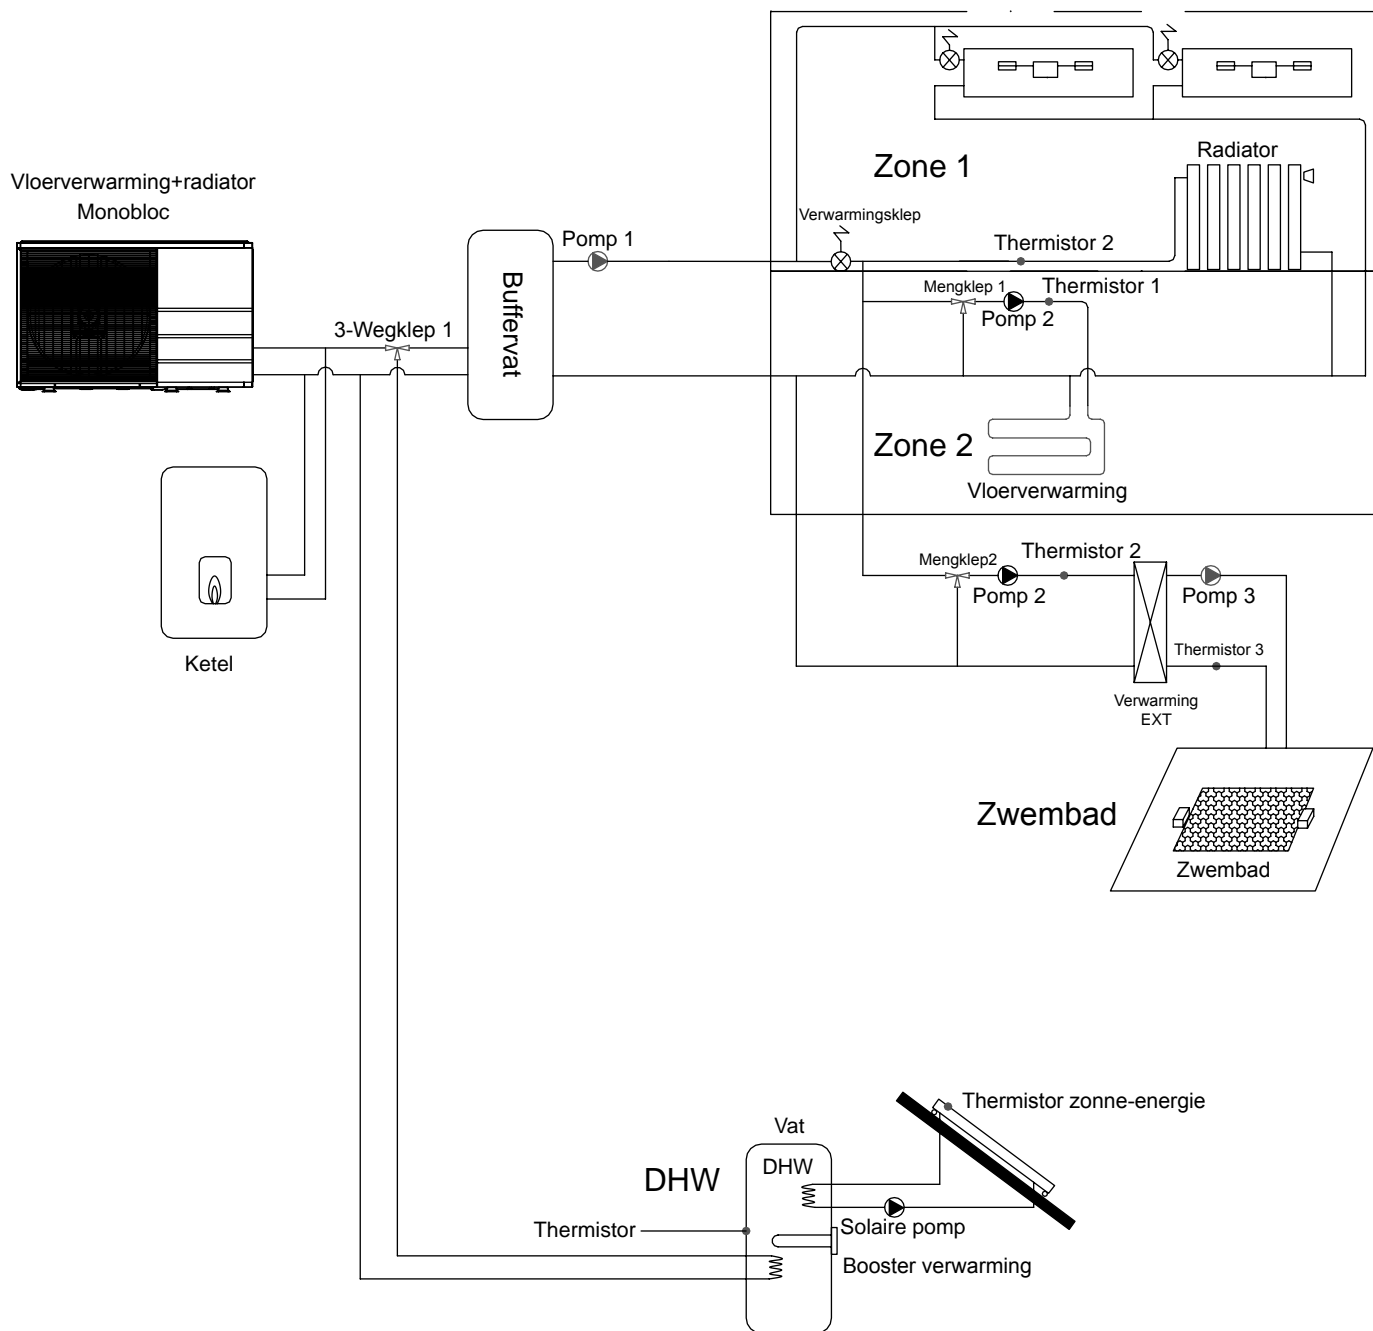 Zone 1
Radiator
Vloerverwarming+radiator
Monobloc
Verwarmingsklep
Pomp 1
Thermistor 2
Buffervat
Mengklep 1
Thermistor 1
Pomp 2
3-Wegklep 1
Zone 2
Vloerverwarming
Mengklep2
Thermistor 2
Pomp 2
Pomp 3
Ketel
Thermistor 3
Verwarming
EXT
Zwembad
Zwembad
Thermistor zonne-energie
Vat
DHW
DHW
Thermistor
Solaire pomp
Booster verwarming